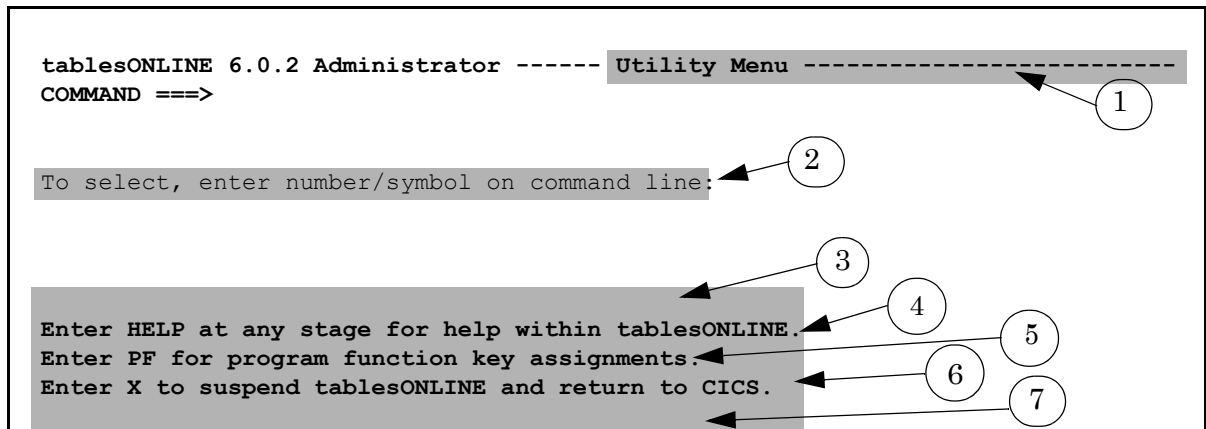 tablesONLINE 6.0.2 Administrator ------ Utility Menu --------------------------
COMMAND ===>
1
2
To select, enter number/symbol on command line:
3
4
Enter HELP at any stage for help within tablesONLINE.
5
Enter PF for program function key assignments.
6
Enter X to suspend tablesONLINE and return to CICS.
7